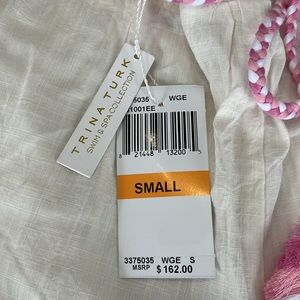 TRINA TURK
SWIM & SPA COLLECTION
5035 WGE
1001EE
8 21448 13200
SMALL
3375035 WGE S
MSRP $162.00